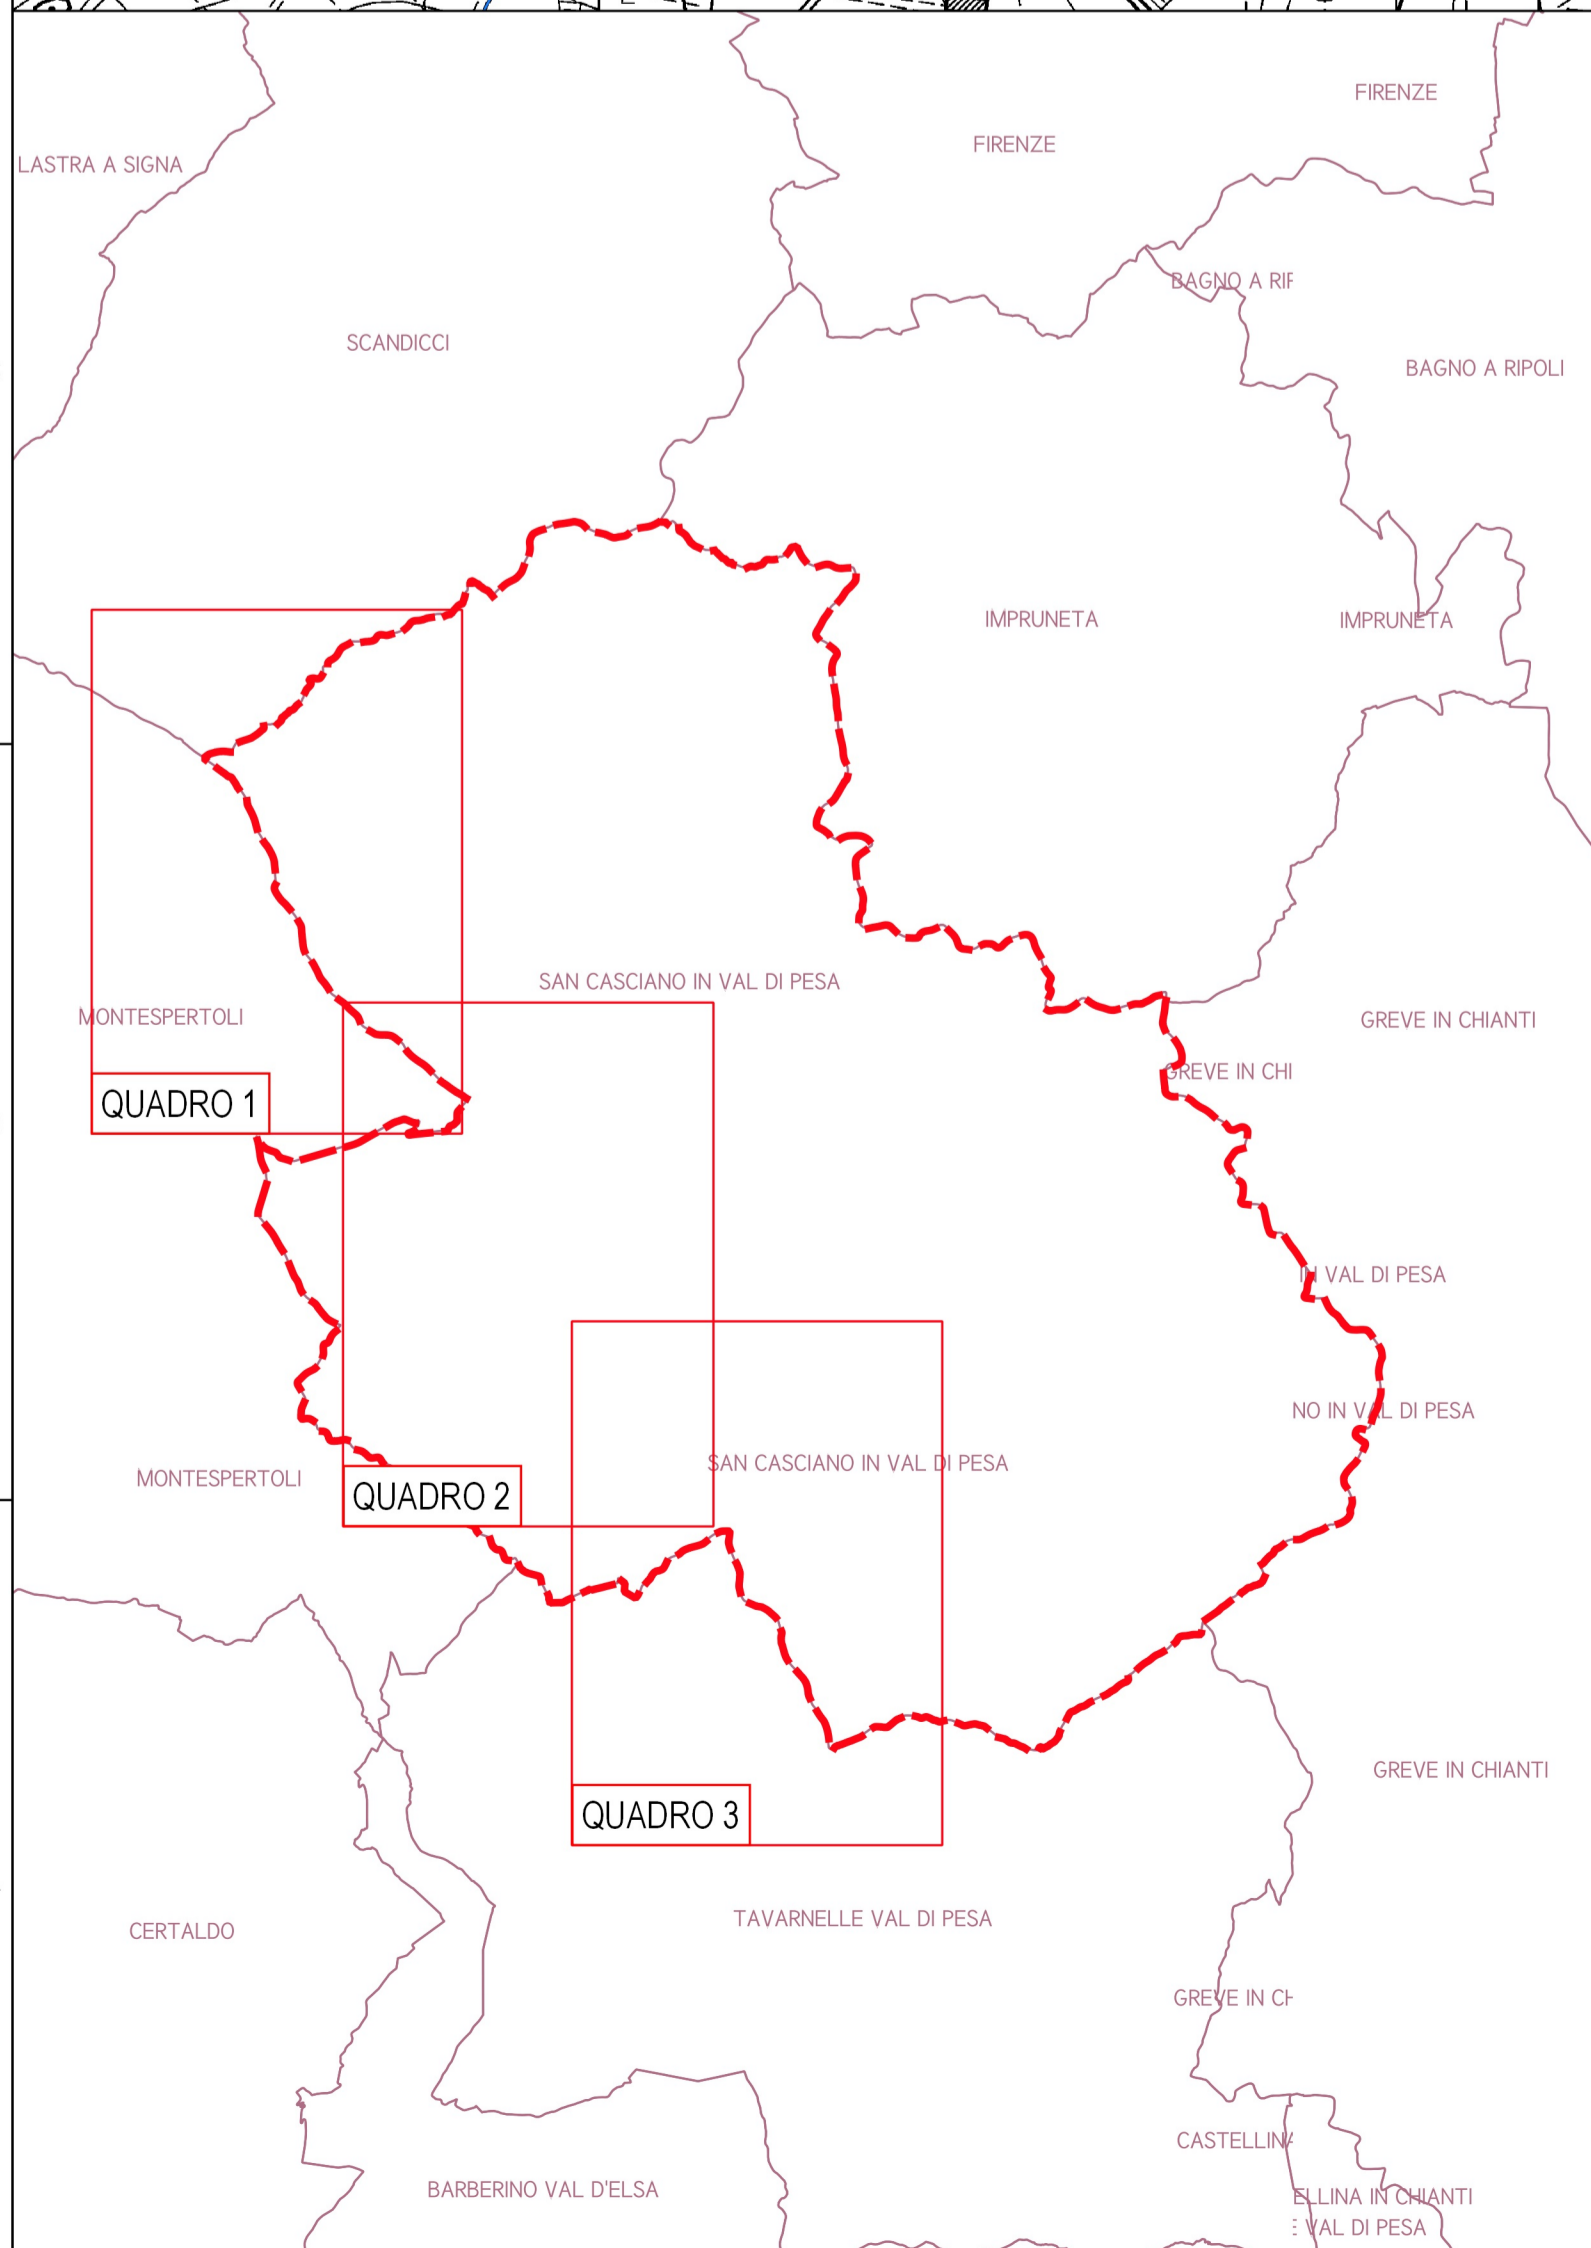 FIRENZE
FIRENZE
LASTRA A SIGNA
BAGNO A RIF
SCANDICCI
BAGNO A RIPOLI
IMPRUNETA
IMPRUNETA
SAN CASCIANO IN VAL DI PESA
MONTESPERTOLI
GREVE IN CHIANTI
GREVE IN CHI
QUADRO 1
IN VAL DI PESA
NO IN VAL DI PESA
SAN CASCIANO IN VAL DI PESA
MONTESPERTOLI
QUADRO 2
GREVE IN CHIANTI
QUADRO 3
TAVARNELLE VAL DI PESA
CERTALDO
GREVE IN CH
CASTELLINA
BARBERINO VAL D'ELSA
ELLINA IN CHIANTI
E VAL DI PESA